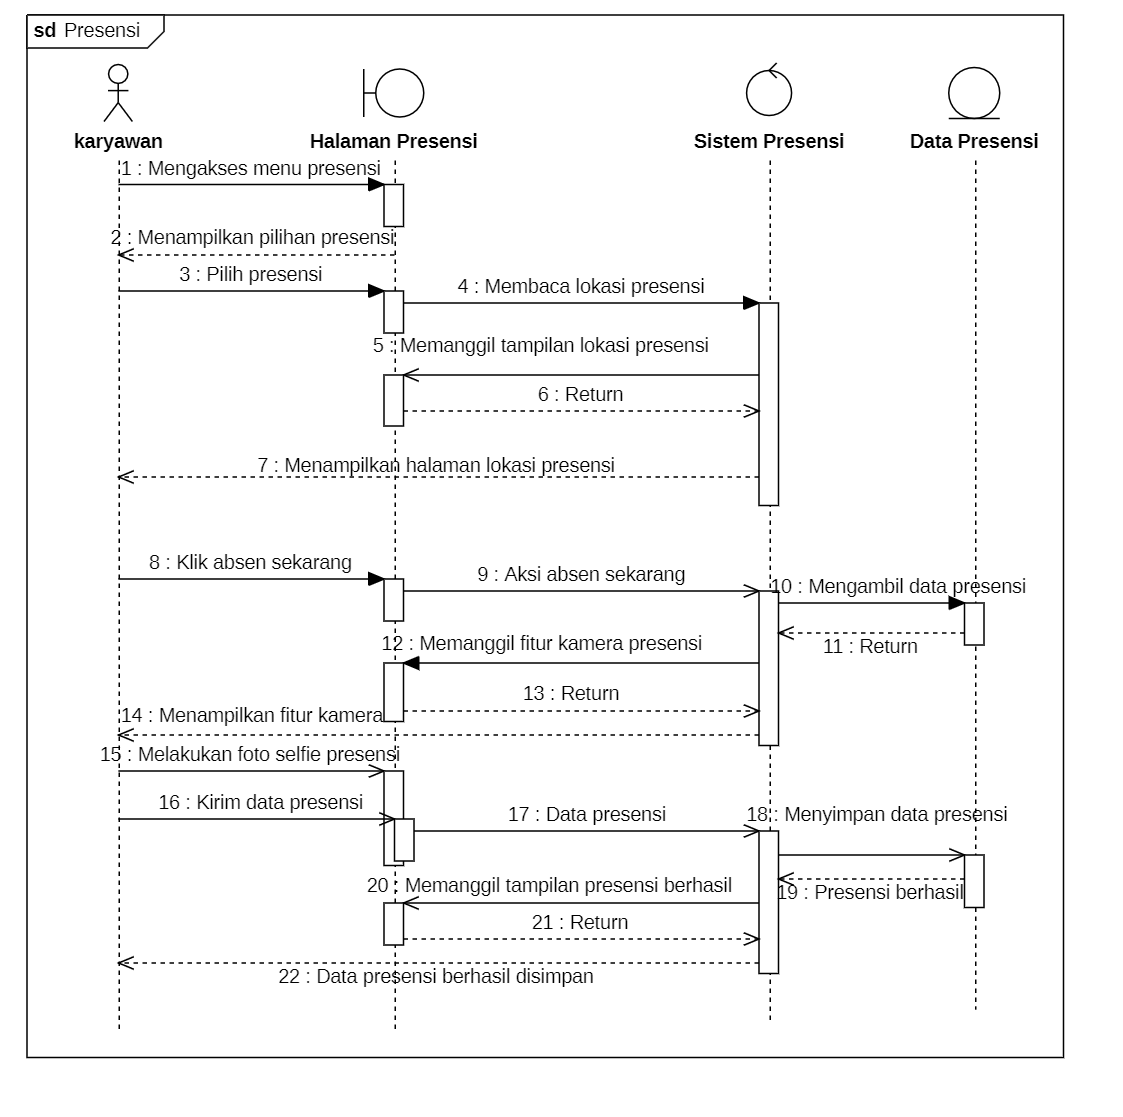 sd Presensi
karyawan
Halaman Presensi
Sistem Presensi
Data Presensi
1 : Mengakses menu presensi
2 : Menampilkan pilihan presensi
3 : Pilih presensi
4 : Membaca lokasi presensi
5 : Memanggil tampilan lokasi presensi
6 : Return
7 : Menampilkan halaman lokasi presensi
8 : Klik absen sekarang
9 : Aksi absen sekarang
10 : Mengambil data presensi
11 : Return
12 : Memanggil fitur kamera presensi
13 : Return
14 : Menampilkan fitur kamera
15 : Melakukan foto selfie presensi
16 : Kirim data presensi
17 : Data presensi
18 : Menyimpan data presensi
19 : Presensi berhasil
20 : Memanggil tampilan presensi berhasil
21 : Return
22 : Data presensi berhasil disimpan